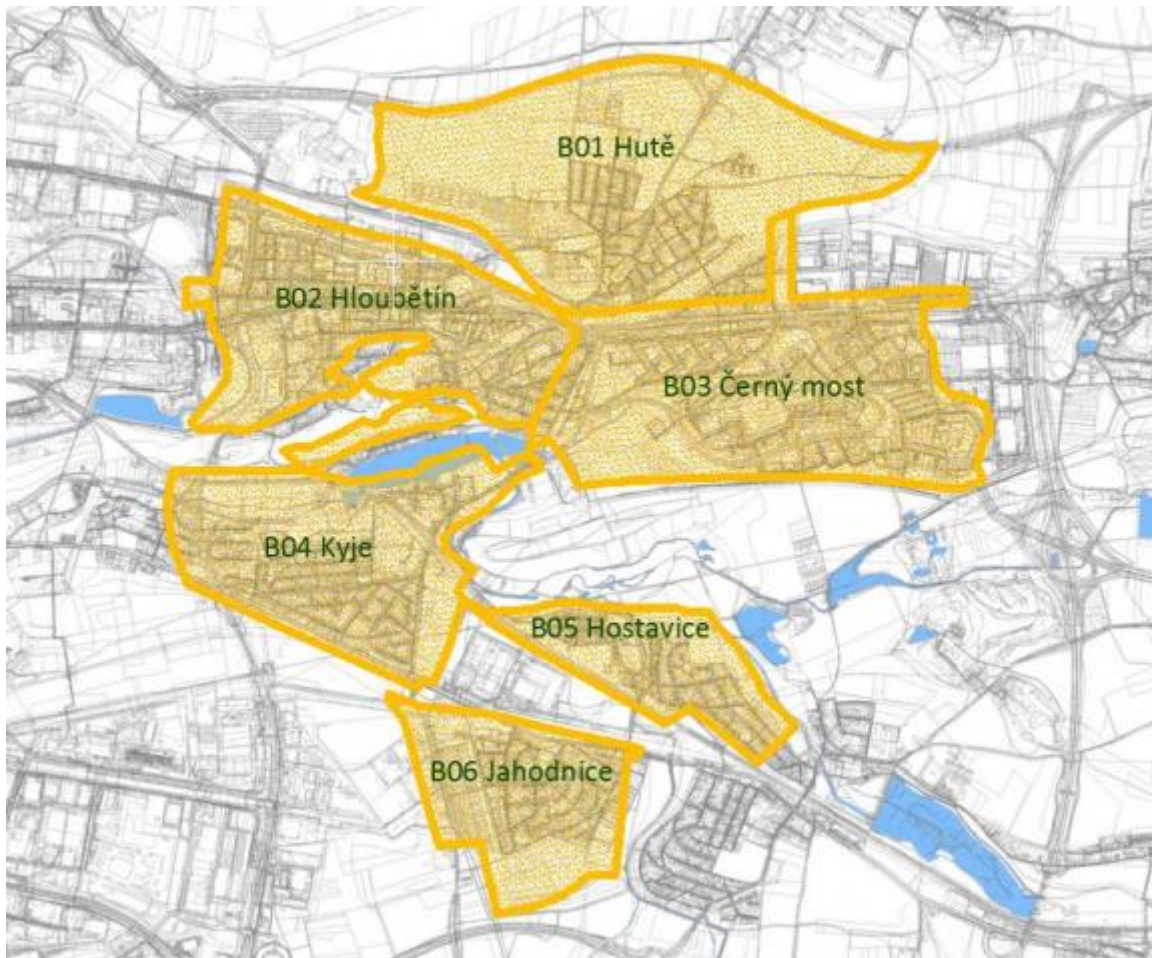 B01 Hutě
B02 Hloubětín
B03 Černý most
B04 Kyje
B05 Hostavice
B06 Jahodnice